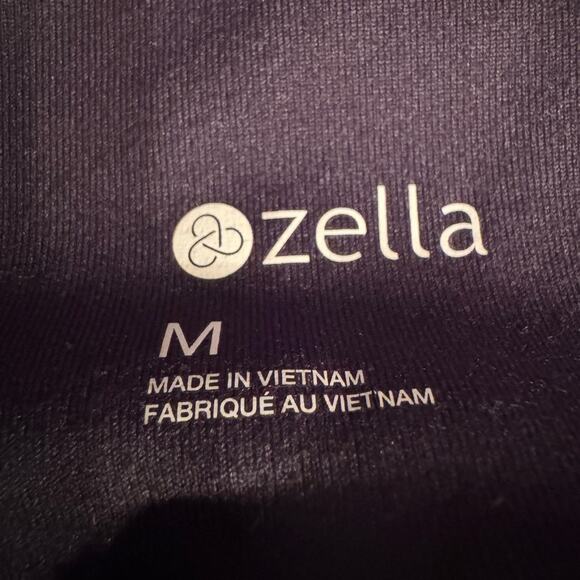 zella
M
MADE IN VIETNAM
FABRIQUÉ AU VIETNAM